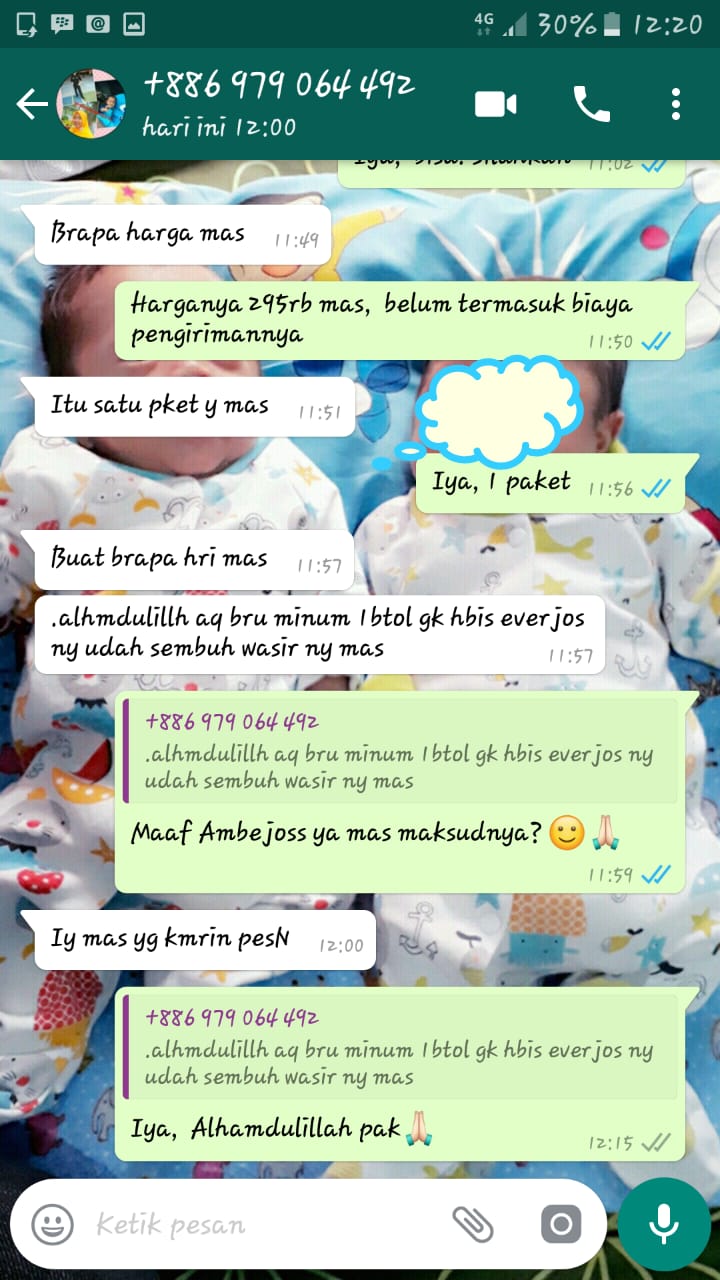 4G 30% 12:20
+886 979 064 492
hari ini 12:00
11:02
Brapa harga mas 11:49
Harganya 295rb mas, belum termasuk biaya
pengirimannya 11:50
Itu satu pket y mas 11:51
Iya, 1 paket 11:56
Buat brapa hri mas 11:57
.alhmdulillh aq bru minum 1btol gk hbis everjos
ny udah sembuh wasir ny mas 11:57
+886 979 064 492
.alhmdulillh aq bru minum 1btol gk hbis everjos ny
udah sembuh wasir ny mas
Maaf Ambejoss ya mas maksudnya? 🙂🙏
11:59
Iy mas yg kmrin pesN 12:00
+886 979 064 492
.alhmdulillh aq bru minum 1btol gk hbis everjos ny
udah sembuh wasir ny mas
Iya, Alhamdulillah pak🙏 12:15
Ketik pesan